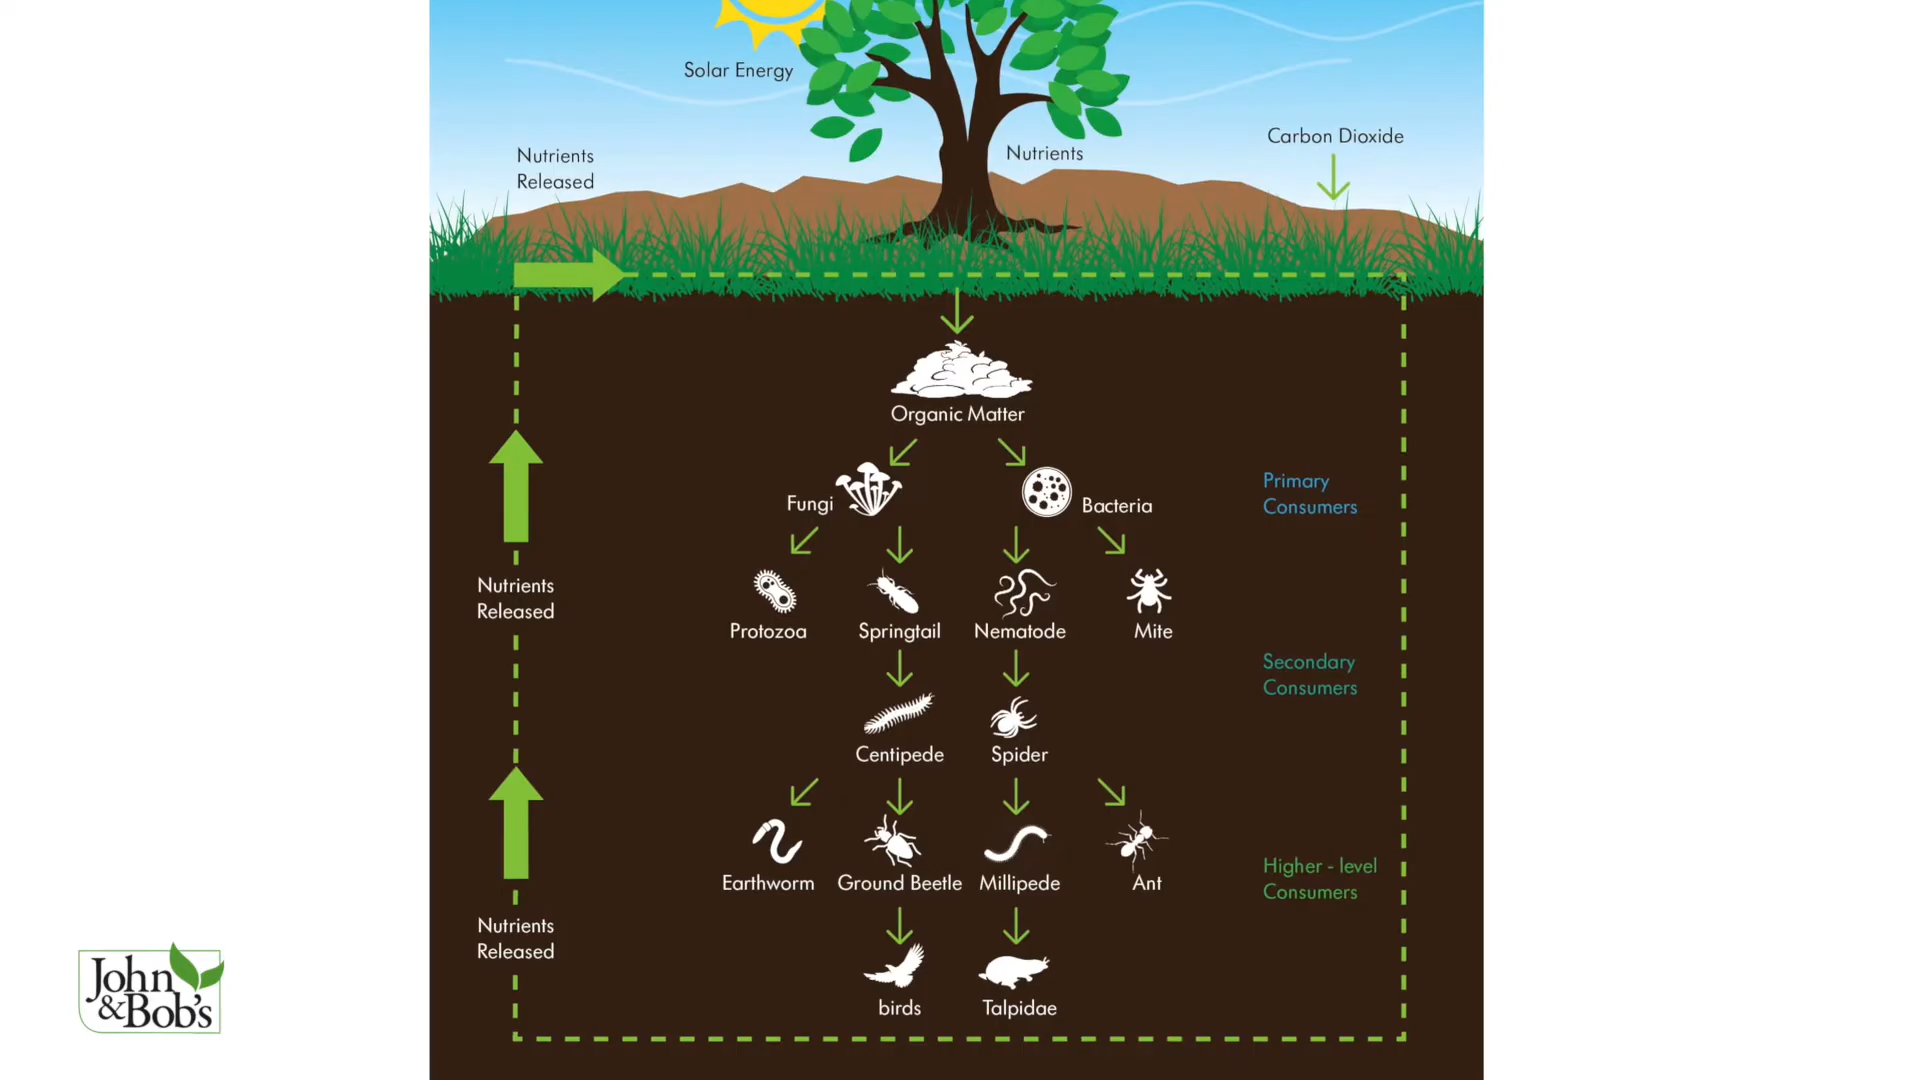 Solar Energy
Carbon Dioxide
Nutrients
Released
Nutrients
Organic Matter
Fungi
Bacteria
Primary
Consumers
Nutrients
Released
Protozoa
Springtail
Nematode
Mite
Secondary
Consumers
Centipede
Spider
Higher - level
Consumers
Earthworm
Ground Beetle
Millipede
Ant
Nutrients
Released
birds
Talpidae
John
&Bob's